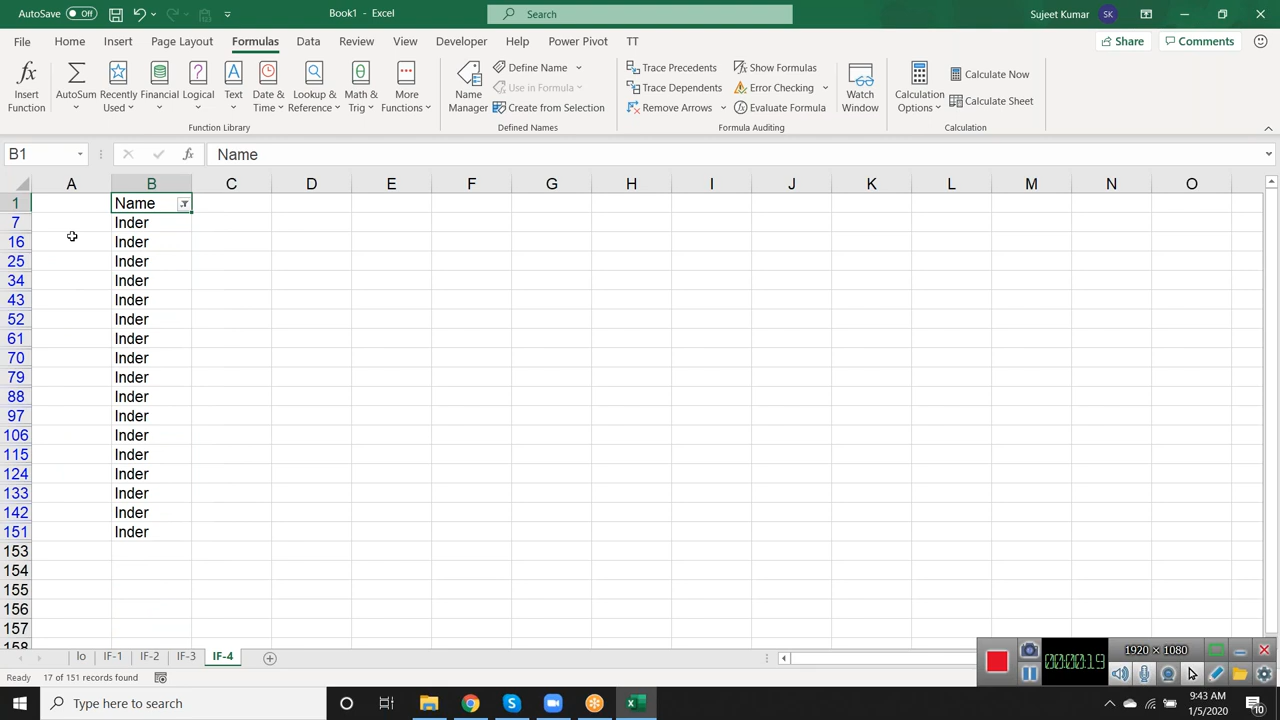 AutoSave Off Book1 - Excel Search Sujeet Kumar SK
File Home Insert Page Layout Formulas Data Review View Developer Help Power Pivot TT Share Comments
Insert Function AutoSum Recently Used Financial Logical Text Date & Time Lookup & Reference Math & Trig More Functions
Name Manager Define Name Use in Formula Create from Selection
Trace Precedents Trace Dependents Remove Arrows Show Formulas Error Checking Evaluate Formula Watch Window
Calculation Options Calculate Now Calculate Sheet
Function Library Defined Names Formula Auditing Calculation
B1 fx Name
A B C D E F G H I J K L M N O
1 Name
7 Inder
16 Inder
25 Inder
34 Inder
43 Inder
52 Inder
61 Inder
70 Inder
79 Inder
88 Inder
97 Inder
106 Inder
115 Inder
124 Inder
133 Inder
142 Inder
151 Inder
153
154
155
156
157
158
lo IF-1 IF-2 IF-3 IF-4
1920 × 1080
00:00:19
Ready 17 of 151 records found
Type here to search
9:43 AM
1/5/2020
10